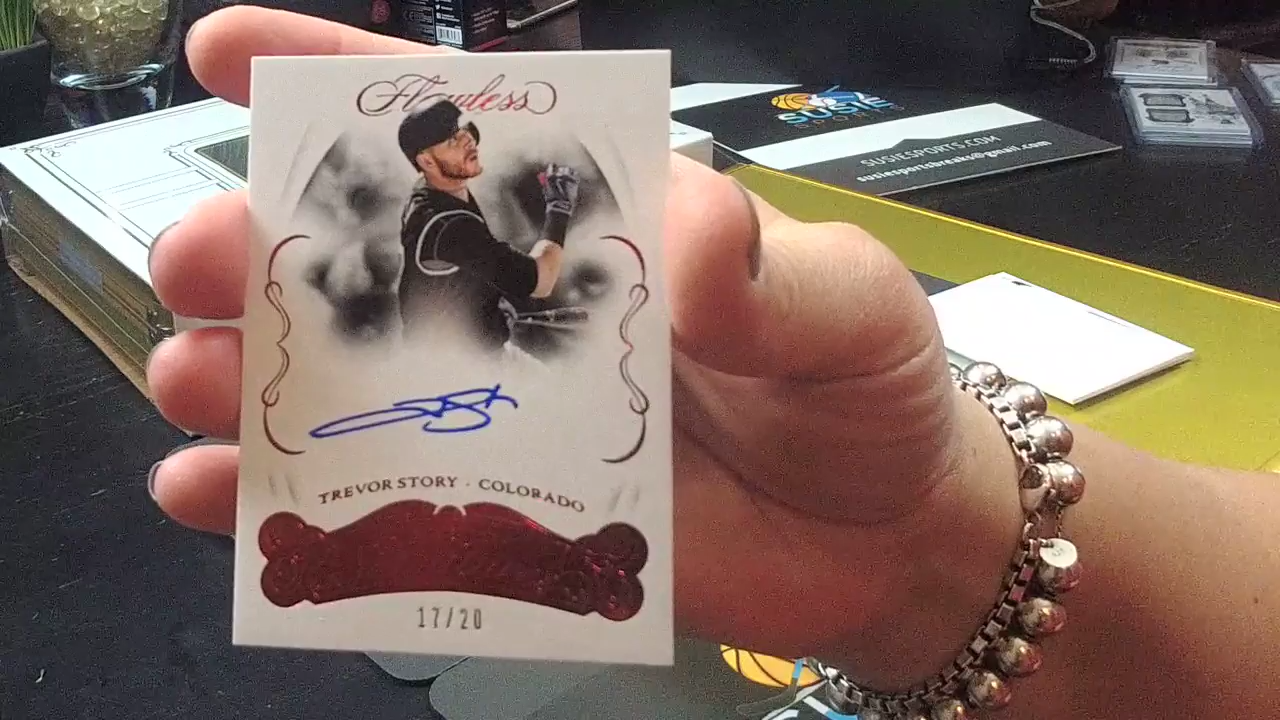 Flawless
TREVOR STORY · COLORADO
17/20
SUSIE
SPORTS
SUSIESPORTS.COM
susiesportsbreaks@gmail.com